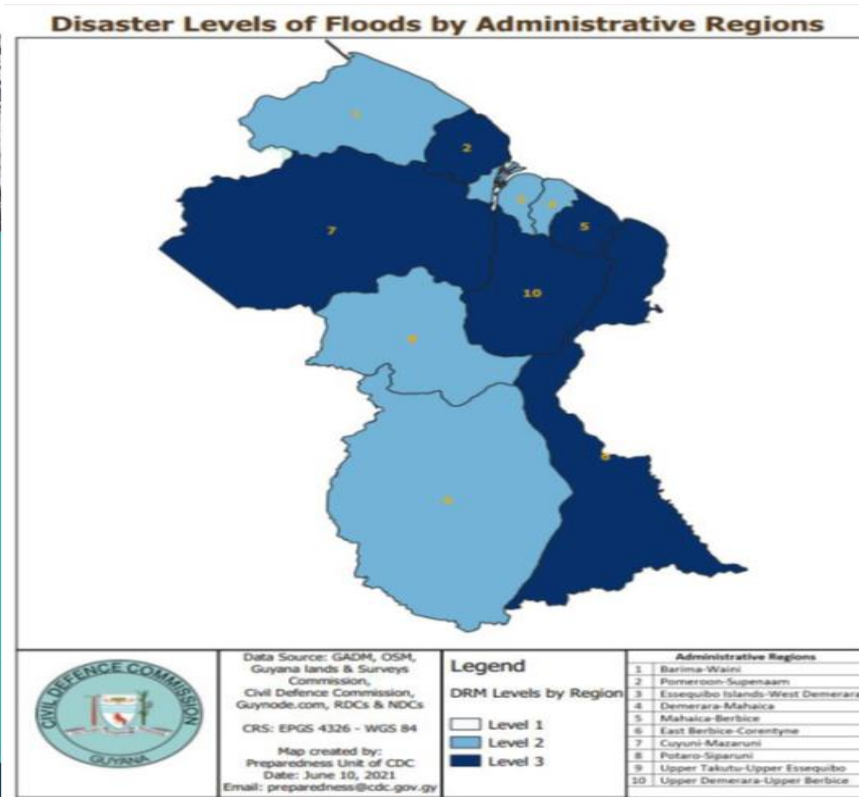 Disaster Levels of Floods by Administrative Regions
2
7
5
10
CIVIL DEFENCE COMMISSION
GUYANA
Data Source: GADM, OSM,
Guyana lands & Surveys
Commission,
Civil Defence Commission,
Guynode.com, RDCs & NDCs
CRS: EPGS 4326 - WGS 84
Map created by:
Preparedness Unit of CDC
Date: June 10, 2021
Email: preparedness@cdc.gov.gy
Legend
DRM Levels by Region
Level 1
Level 2
Level 3
Administrative Regions
1 Barima-Waini
2 Pomeroon-Supenaam
3 Essequibo Islands-West Demerara
4 Demerara-Mahaica
5 Mahaica-Berbice
6 East Berbice-Corentyne
7 Cuyuni-Mazaruni
8 Potaro-Siparuni
9 Upper Takutu-Upper Essequibo
10 Upper Demerara-Upper Berbice